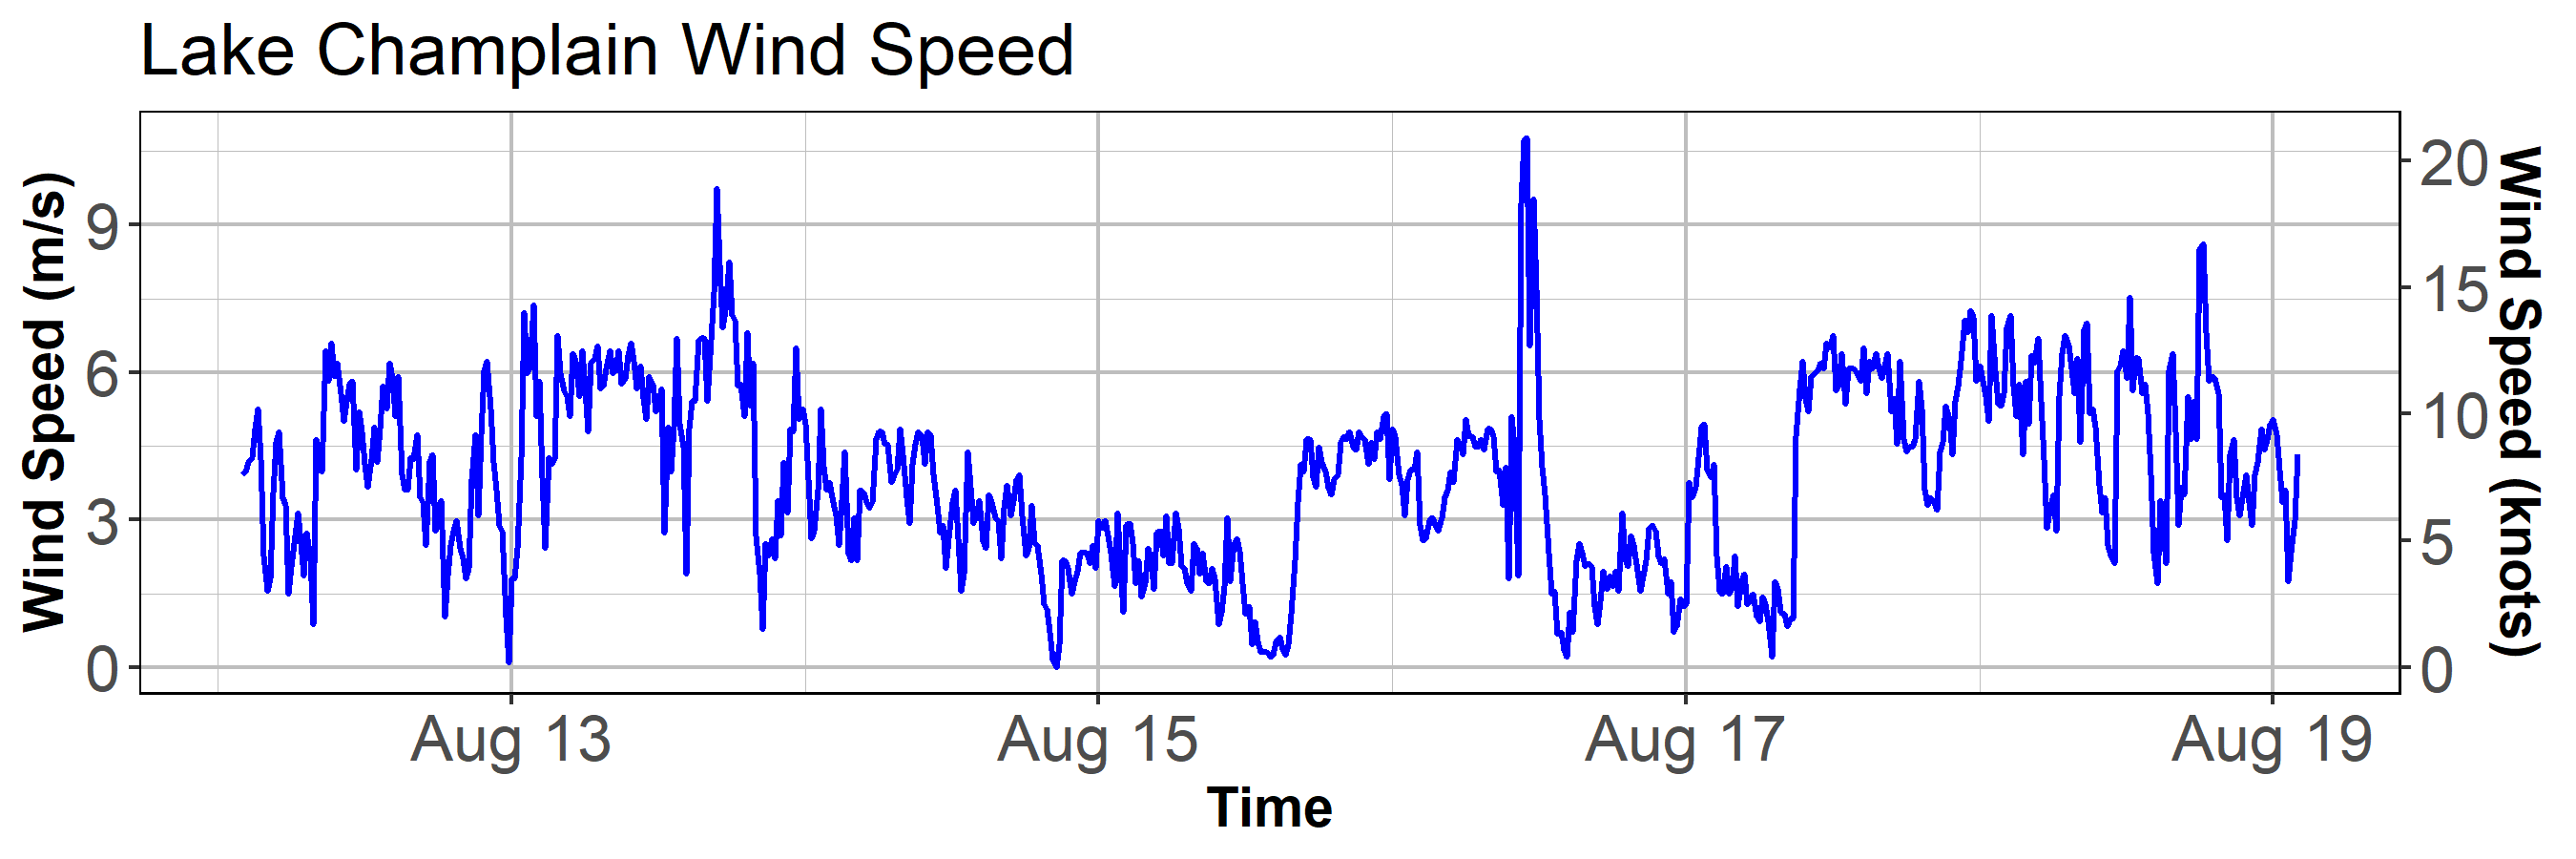 Lake Champlain Wind Speed
Wind Speed (m/s)
9
6
3
0
20
15
10
5
0
Wind Speed (knots)
Aug 13 Aug 15 Aug 17 Aug 19
Time